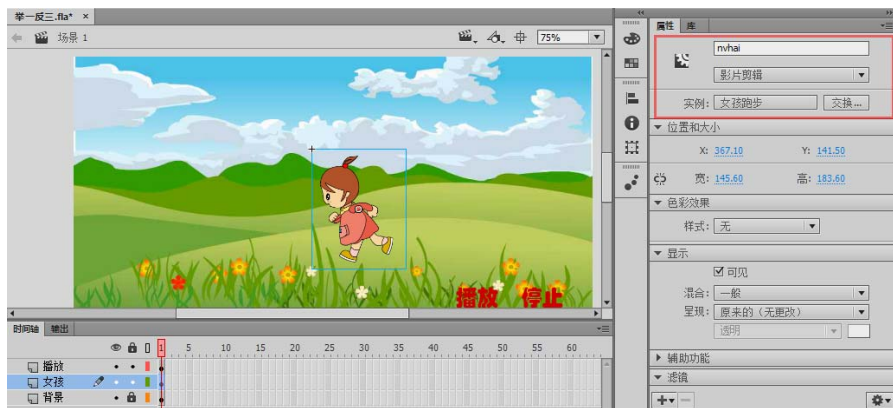 举一反三.fla* ×
场景 1
75%
播放 停止
时间轴 输出
1 5 10 15 20 25 30 35 40 45 50 55 60
播放
女孩
背景
属性 库
nvhai
影片剪辑
实例: 女孩跑步 交换...
位置和大小
X: 367.10 Y: 141.50
宽: 145.60 高: 183.60
色彩效果
样式: 无
显示
可见
混合: 一般
呈现: 原来的（无更改）
透明
辅助功能
滤镜